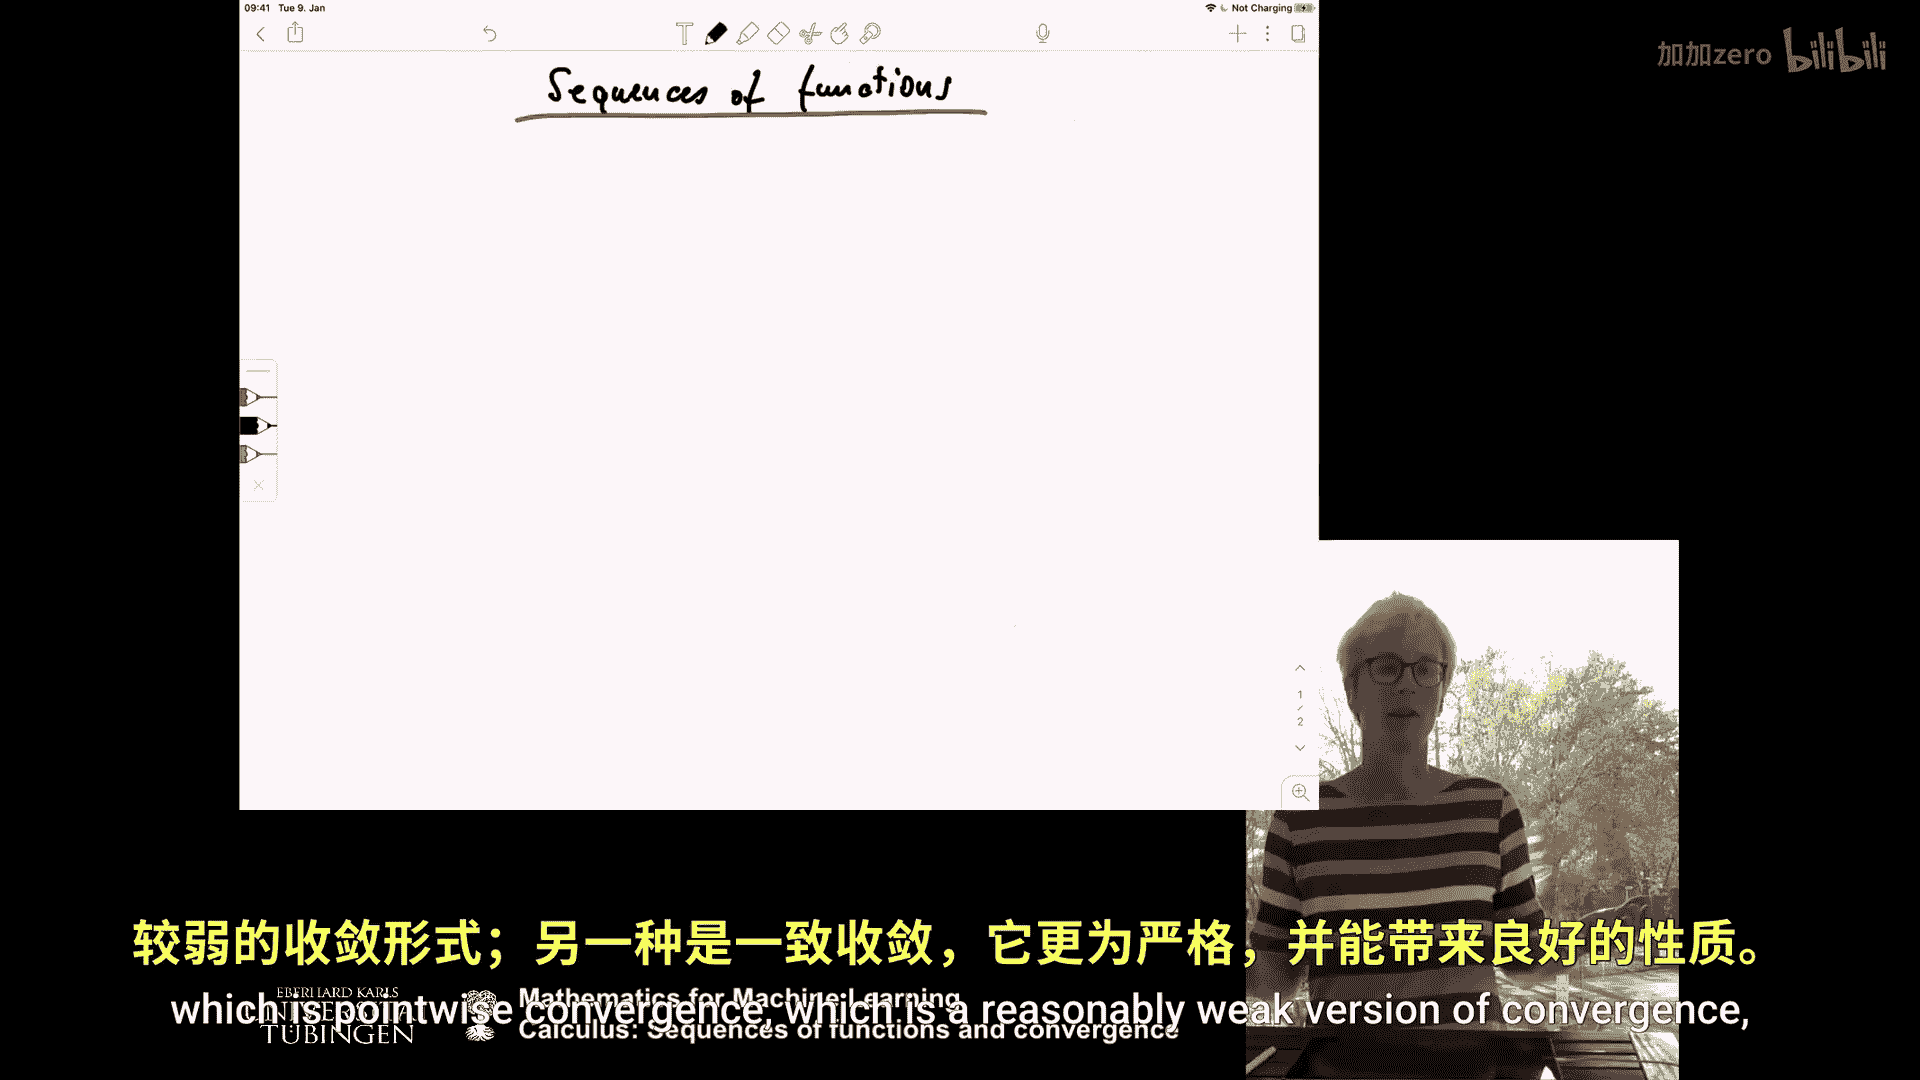 09:41 Tue 9. Jan
Not Charging
加加zero bilibili
Sequences of functions
1
2
较弱的收敛形式；另一种是一致收敛，它更为严格，并能带来良好的性质。
which is pointwise convergence, which is a reasonably weak version of convergence,
EBERHARD KARLS
UNIVERSITÄT
TÜBINGEN
Mathematics for Machine Learning
Calculus: Sequences of functions and convergence